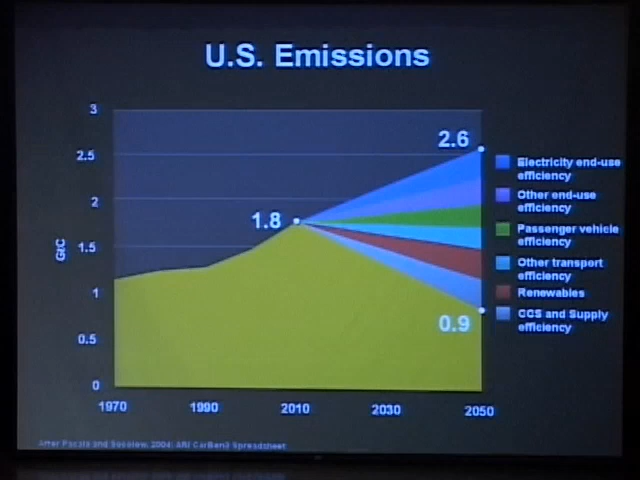 U.S. Emissions
3
2.5
2
1.5
1
0.5
0
GtC
1970
1990
2010
2030
2050
2.6
1.8
0.9
Electricity end-use
efficiency
Other end-use
efficiency
Passenger vehicle
efficiency
Other transport
efficiency
Renewables
CCS and Supply
efficiency
After Pacala and Socolow, 2004; ARI CarBen3 Spreadsheet